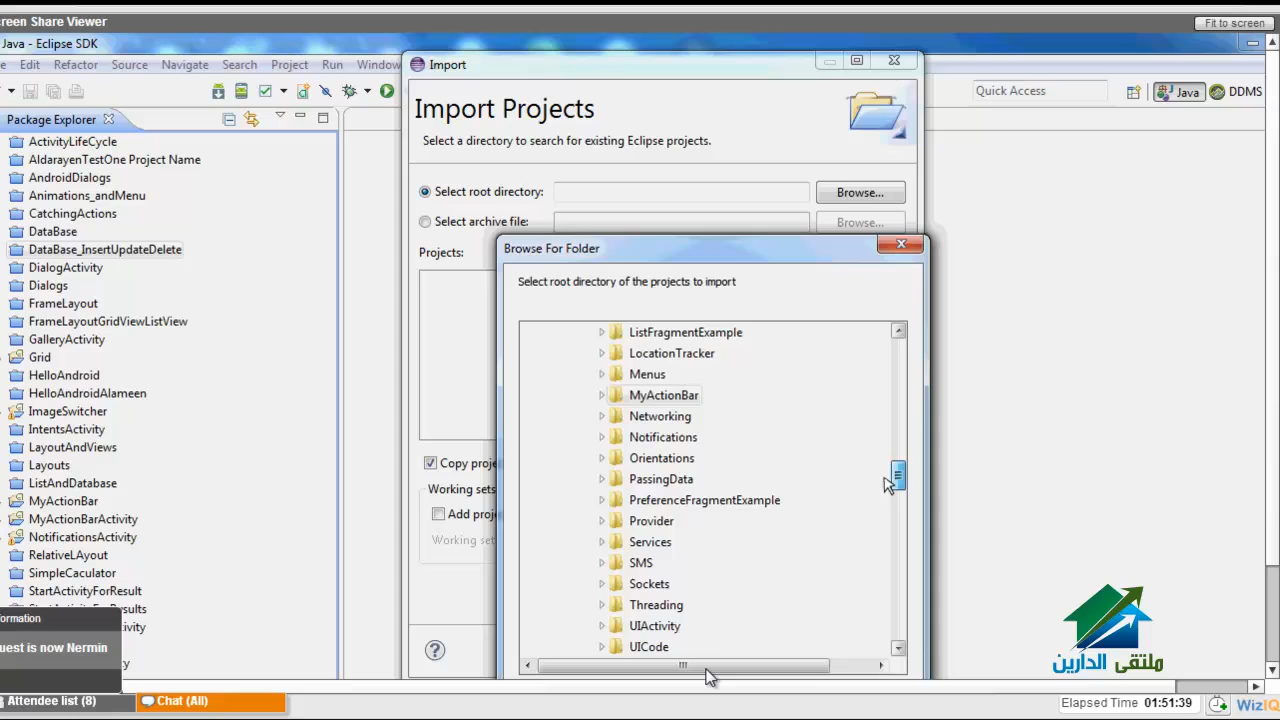 creen Share Viewer
Fit to screen
Java - Eclipse SDK
Edit Refactor Source Navigate Search Project Run Window
Quick Access
Java
DDMS
Package Explorer
ActivityLifeCycle
AldarayenTestOne Project Name
AndroidDialogs
Animations_andMenu
CatchingActions
DataBase
DataBase_InsertUpdateDelete
DialogActivity
Dialogs
FrameLayout
FrameLayoutGridViewListView
GalleryActivity
Grid
HelloAndroid
HelloAndroidAlameen
ImageSwitcher
IntentsActivity
LayoutAndViews
Layouts
ListAndDatabase
MyActionBar
MyActionBarActivity
NotificationsActivity
RelativeLAyout
SimpleCaculator
StartActivityForResult
ormation
uest is now Nermin
Attendee list (8)
Chat (All)
Import
Import Projects
Select a directory to search for existing Eclipse projects.
Select root directory:
Browse...
Select archive file:
Browse...
Projects:
Copy proje
Working sets
Add proje
Working set
Browse For Folder
Select root directory of the projects to import
ListFragmentExample
LocationTracker
Menus
MyActionBar
Networking
Notifications
Orientations
PassingData
PreferenceFragmentExample
Provider
Services
SMS
Sockets
Threading
UIActivity
UICode
ملتقى الدارين
Elapsed Time 01:51:39
WizIQ